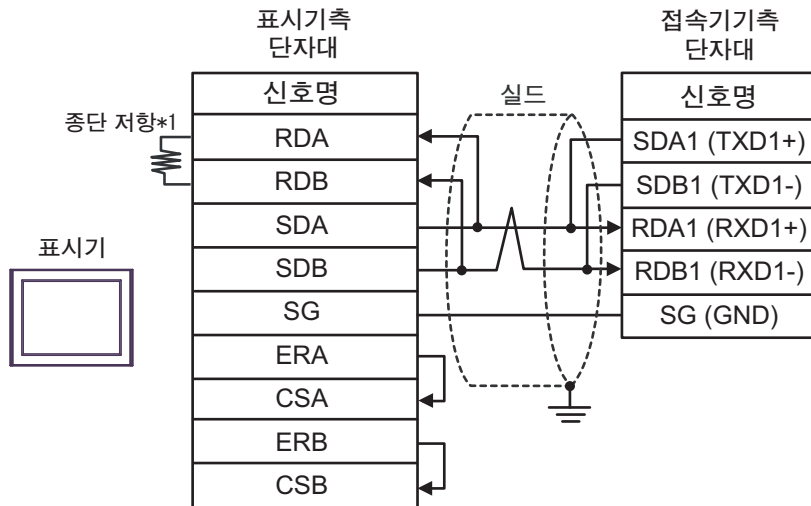 표시기측
단자대
접속기기측
단자대
신호명
실드
신호명
종단 저항*1
RDA
RDB
SDA
SDB
SG
ERA
CSA
ERB
CSB
표시기
SDA1 (TXD1+)
SDB1 (TXD1-)
RDA1 (RXD1+)
RDB1 (RXD1-)
SG (GND)